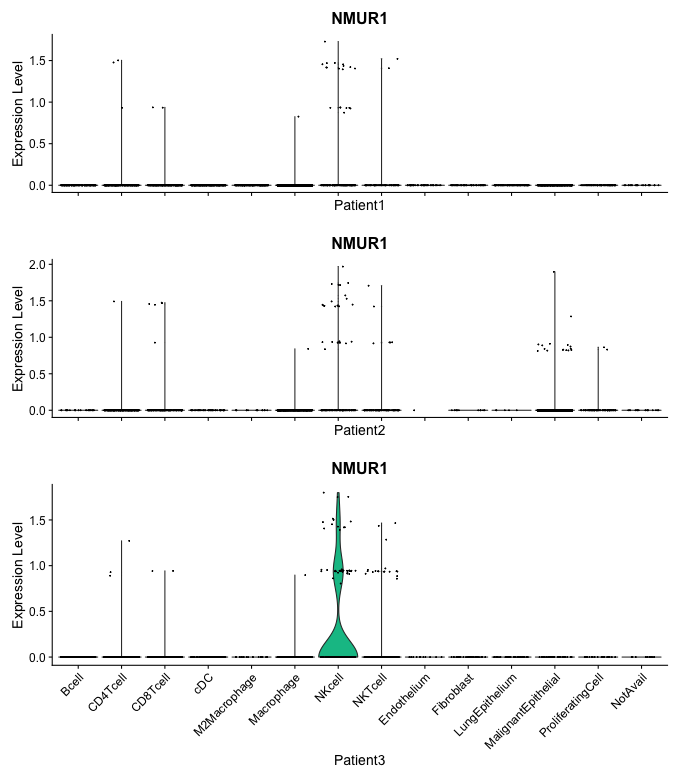 NMUR1
Expression Level
1.5
1.0
0.5
0.0
Patient1
NMUR1
Expression Level
2.0
1.5
1.0
0.5
0.0
Patient2
NMUR1
Expression Level
1.5
1.0
0.5
0.0
Bcell
CD4Tcell
CD8Tcell
cDC
M2Macrophage
Macrophage
NKcell
NKTcell
Endothelium
Fibroblast
LungEpithelium
MalignantEpithelial
ProliferatingCell
NotAvail
Patient3